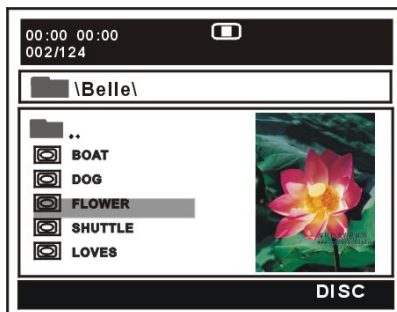 00:00 00:00
002/124
\Belle\
..
BOAT
DOG
FLOWER
SHUTTLE
LOVES
DISC